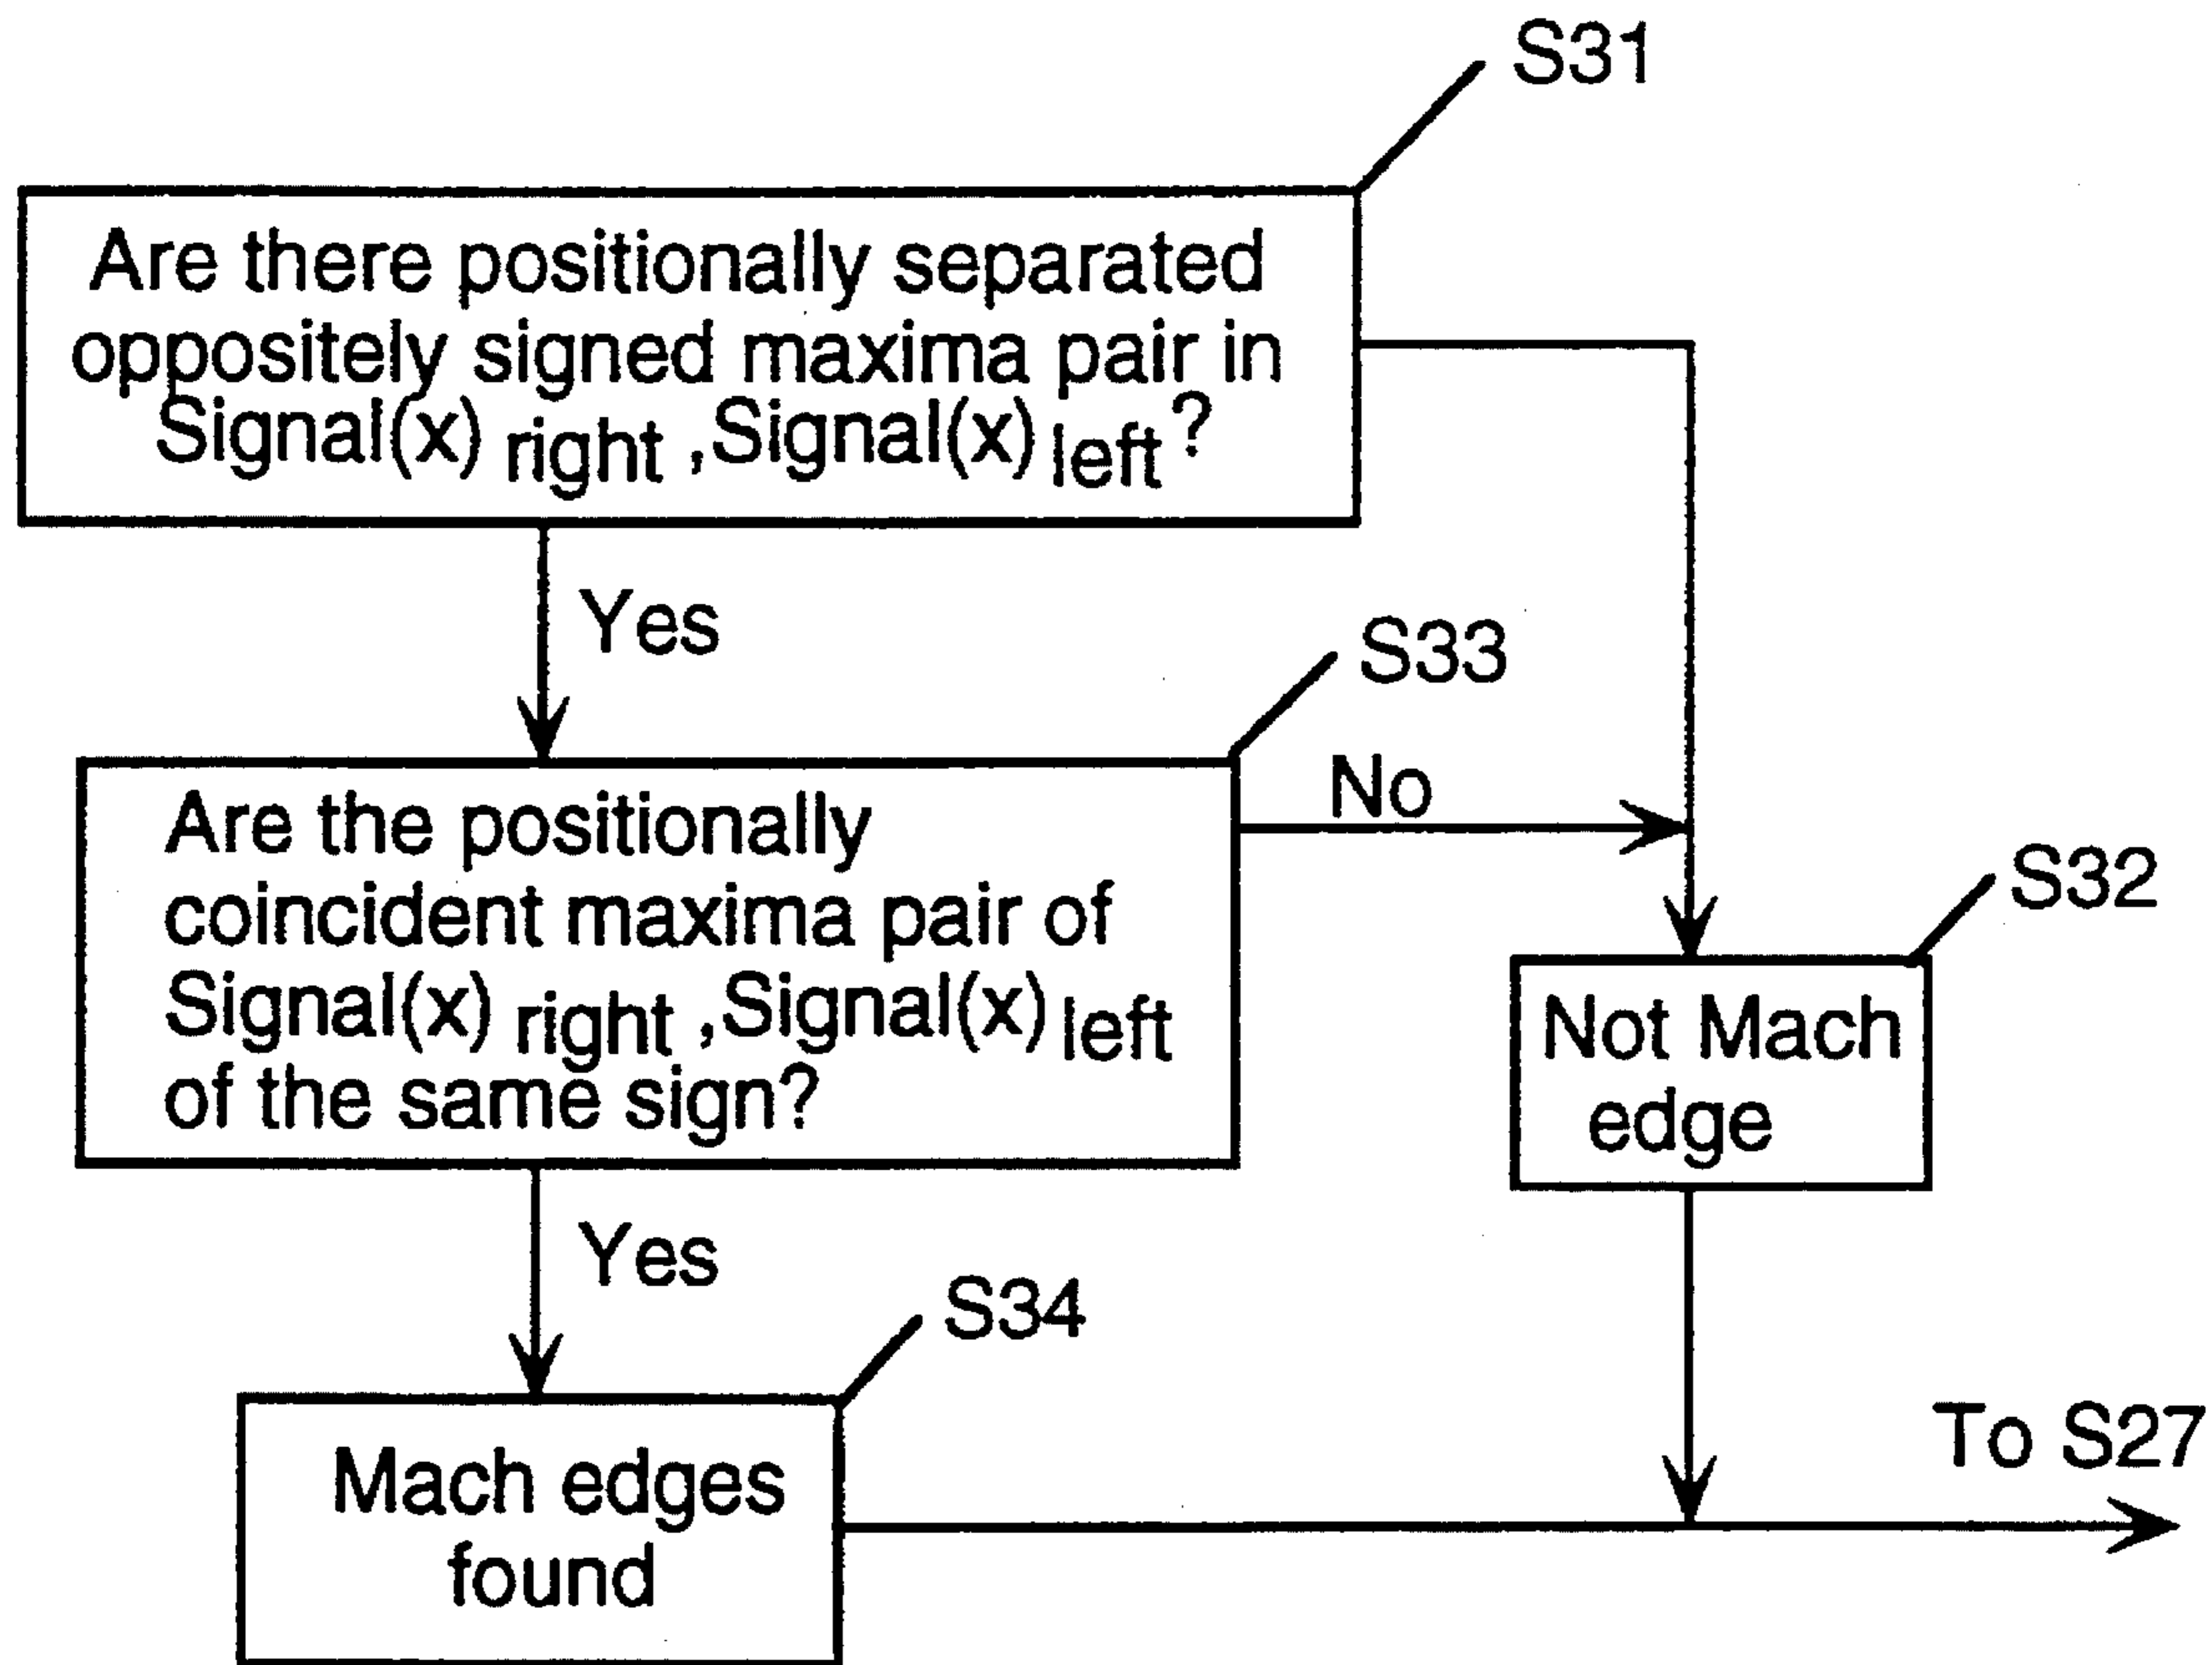 S31
Are there positionally separated
oppositely signed maxima pair in
Signal(x) right ,Signal(x) left ?
Yes
S33
Are the positionally
coincident maxima pair of
Signal(x) right ,Signal(x) left
of the same sign?
No
S32
Not Mach
edge
Yes
S34
Mach edges
found
To S27